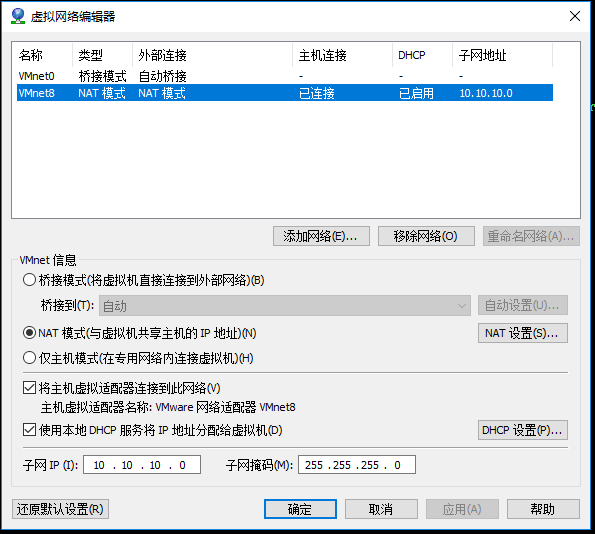 虚拟网络编辑器
名称 类型 外部连接 主机连接 DHCP 子网地址
VMnet0 桥接模式 自动桥接 - - -
VMnet8 NAT 模式 NAT 模式 已连接 已启用 10.10.10.0
添加网络(E)... 移除网络(O) 重命名网络(A)...
VMnet 信息
桥接模式(将虚拟机直接连接到外部网络)(B)
桥接到(T): 自动 自动设置(U)...
NAT 模式(与虚拟机共享主机的 IP 地址)(N) NAT 设置(S)...
仅主机模式(在专用网络内连接虚拟机)(H)
将主机虚拟适配器连接到此网络(V)
主机虚拟适配器名称: VMware 网络适配器 VMnet8
使用本地 DHCP 服务将 IP 地址分配给虚拟机(D) DHCP 设置(P)...
子网 IP (I): 10 . 10 . 10 . 0 子网掩码(M): 255 . 255 . 255 . 0
还原默认设置(R) 确定 取消 应用(A) 帮助